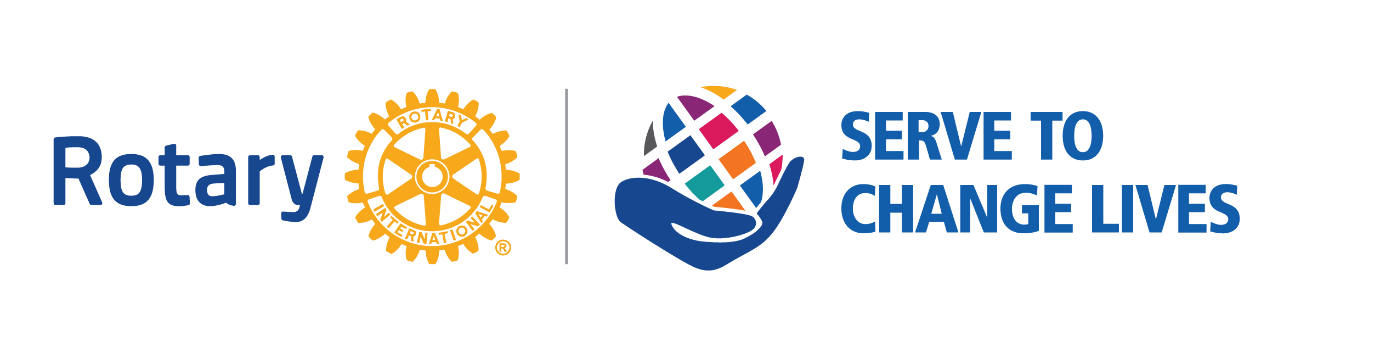 Rotary
ROTARY
INTERNATIONAL
®
SERVE TO
CHANGE LIVES